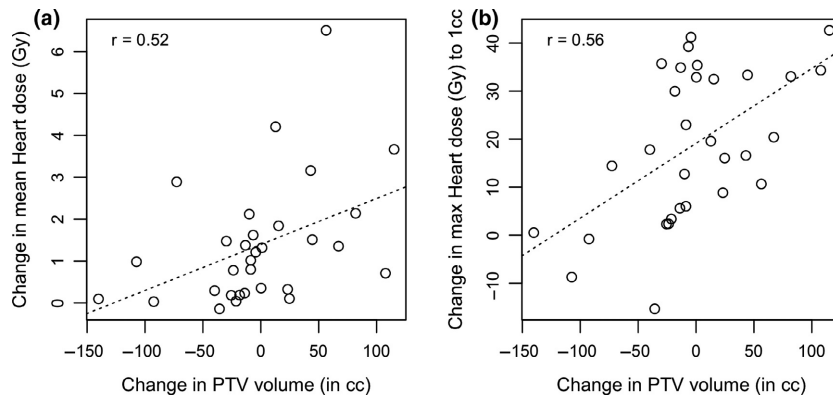 (a)
r = 0.52
Change in mean Heart dose (Gy)
6
5
4
3
2
1
0
−150 −100 −50 0 50 100
Change in PTV volume (in cc)
(b)
r = 0.56
Change in max Heart dose (Gy) to 1cc
40
30
20
10
0
−10
−150 −100 −50 0 50 100
Change in PTV volume (in cc)